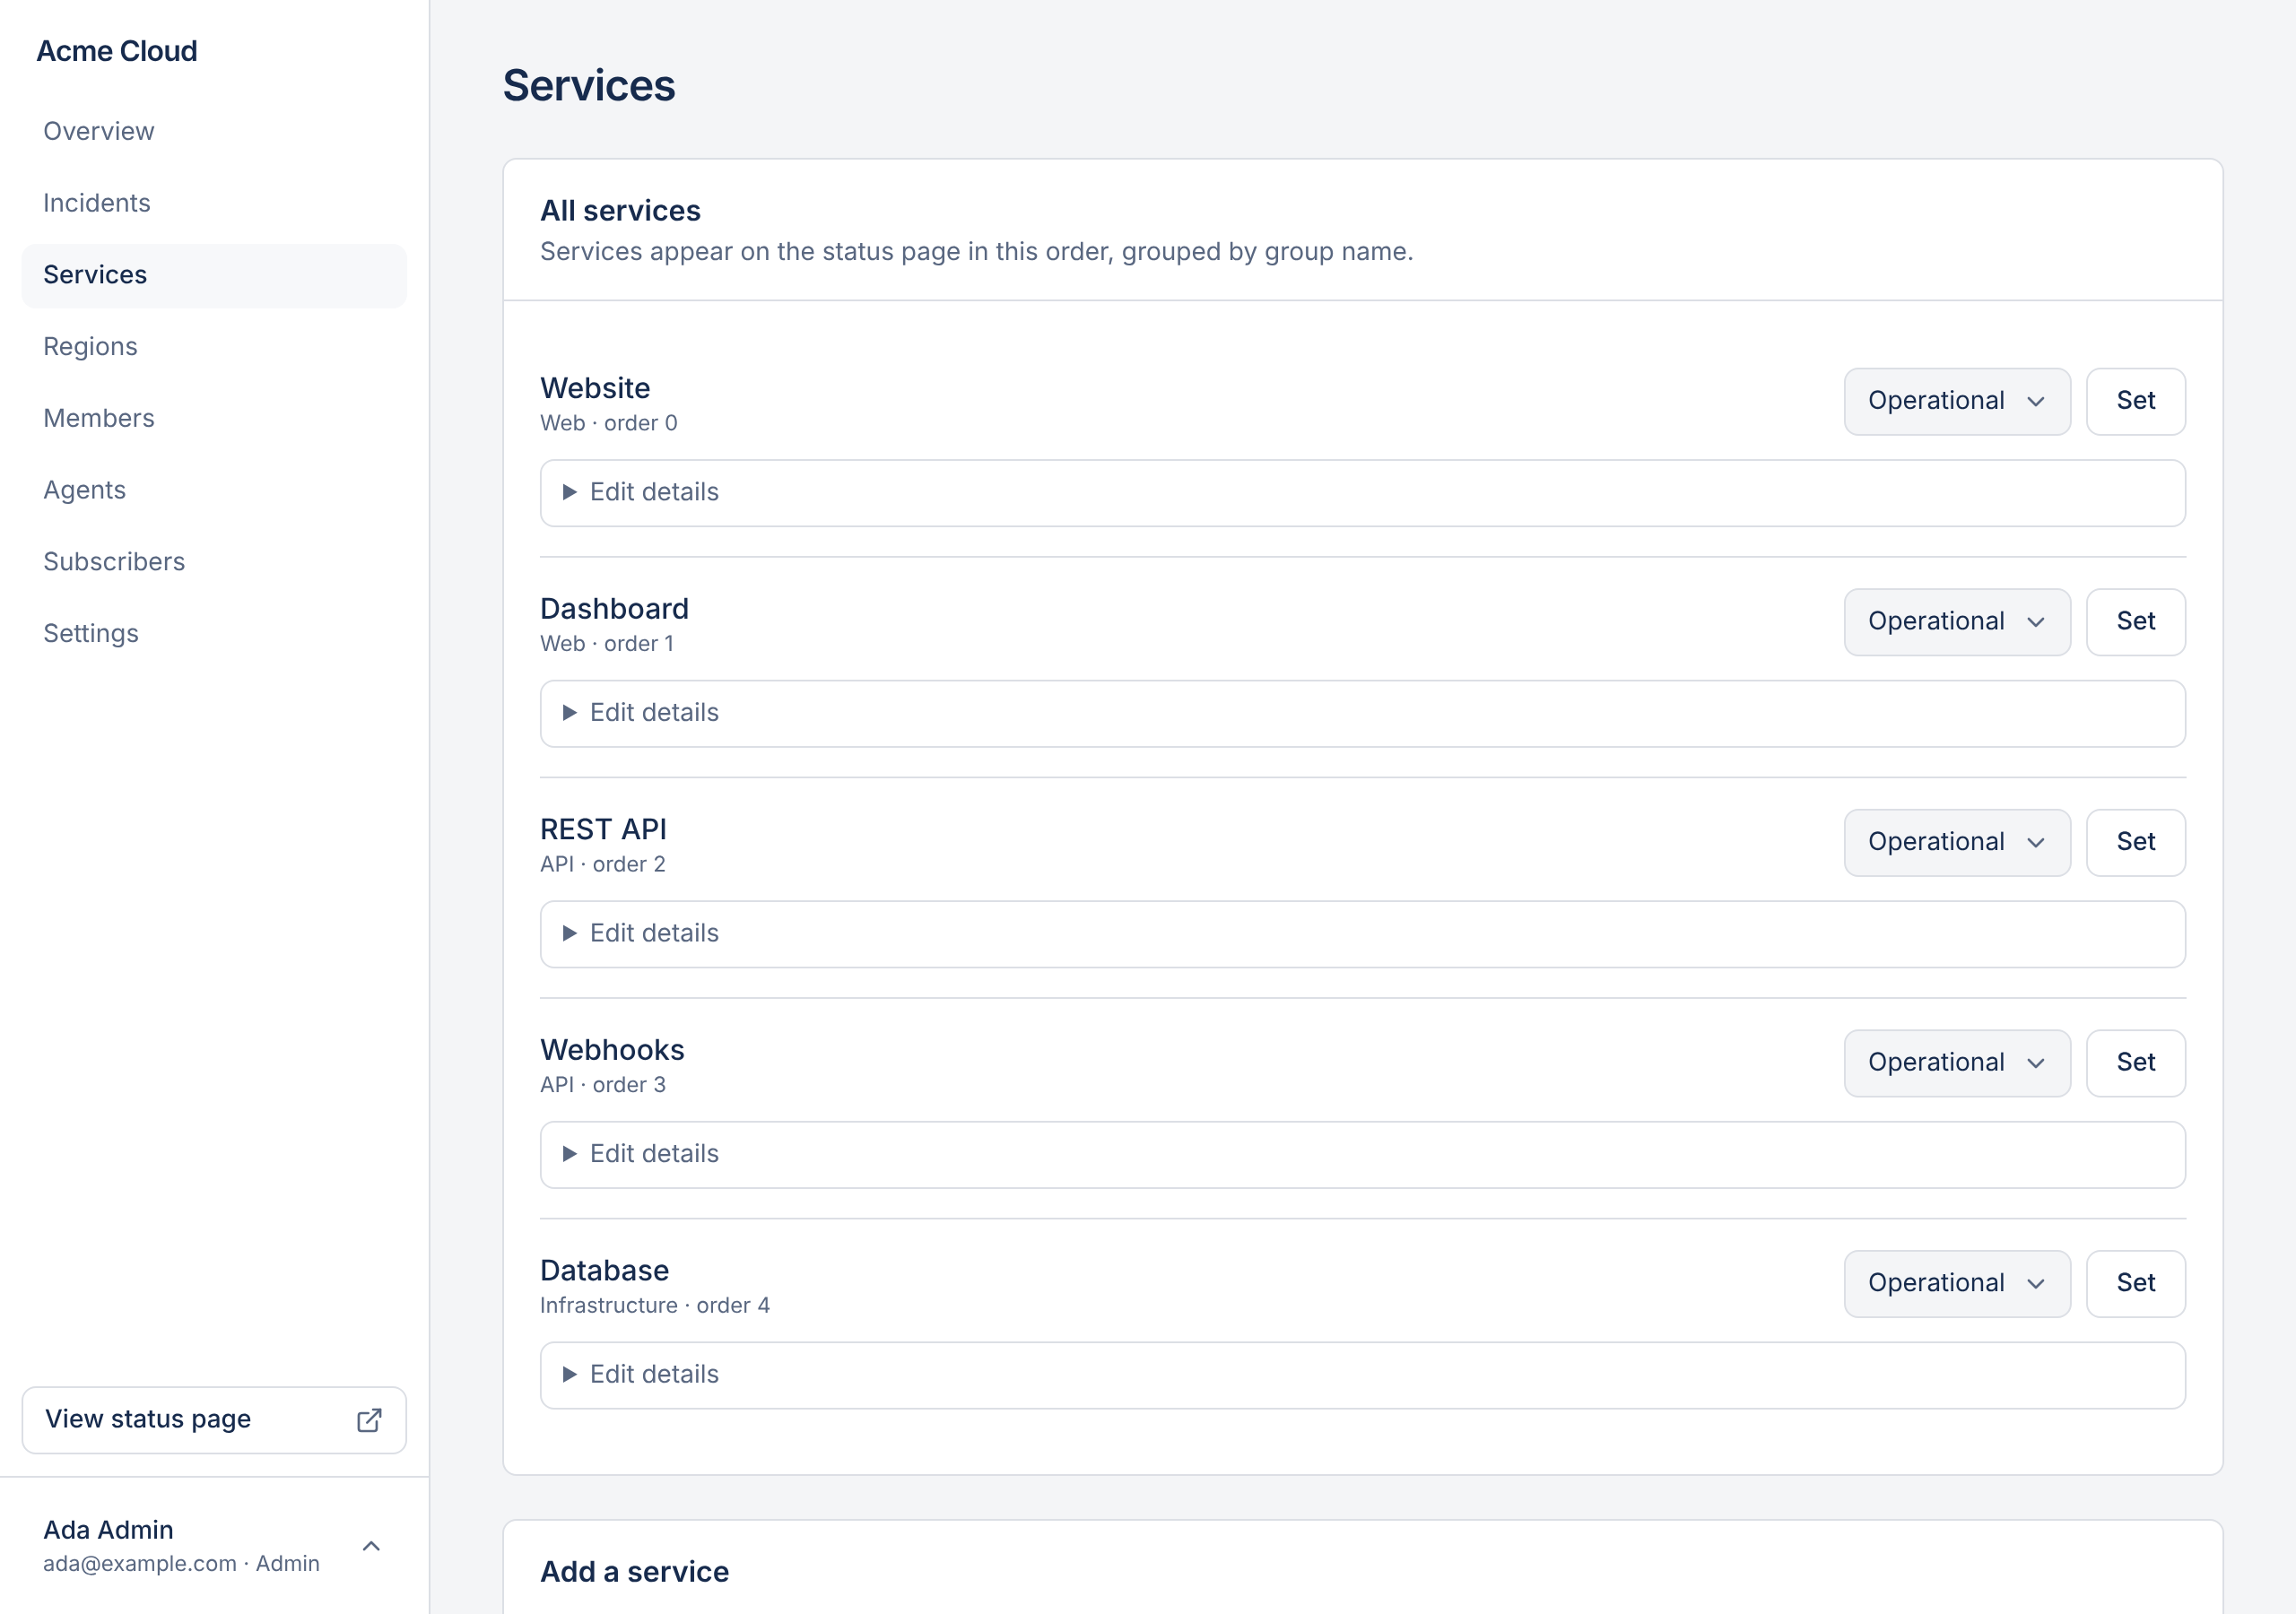 Acme Cloud
Overview
Incidents
Services
Regions
Members
Agents
Subscribers
Settings
View status page
Ada Admin
ada@example.com · Admin
Services
All services
Services appear on the status page in this order, grouped by group name.
Website
Web · order 0
Operational
Set
Edit details
Dashboard
Web · order 1
Operational
Set
Edit details
REST API
API · order 2
Operational
Set
Edit details
Webhooks
API · order 3
Operational
Set
Edit details
Database
Infrastructure · order 4
Operational
Set
Edit details
Add a service